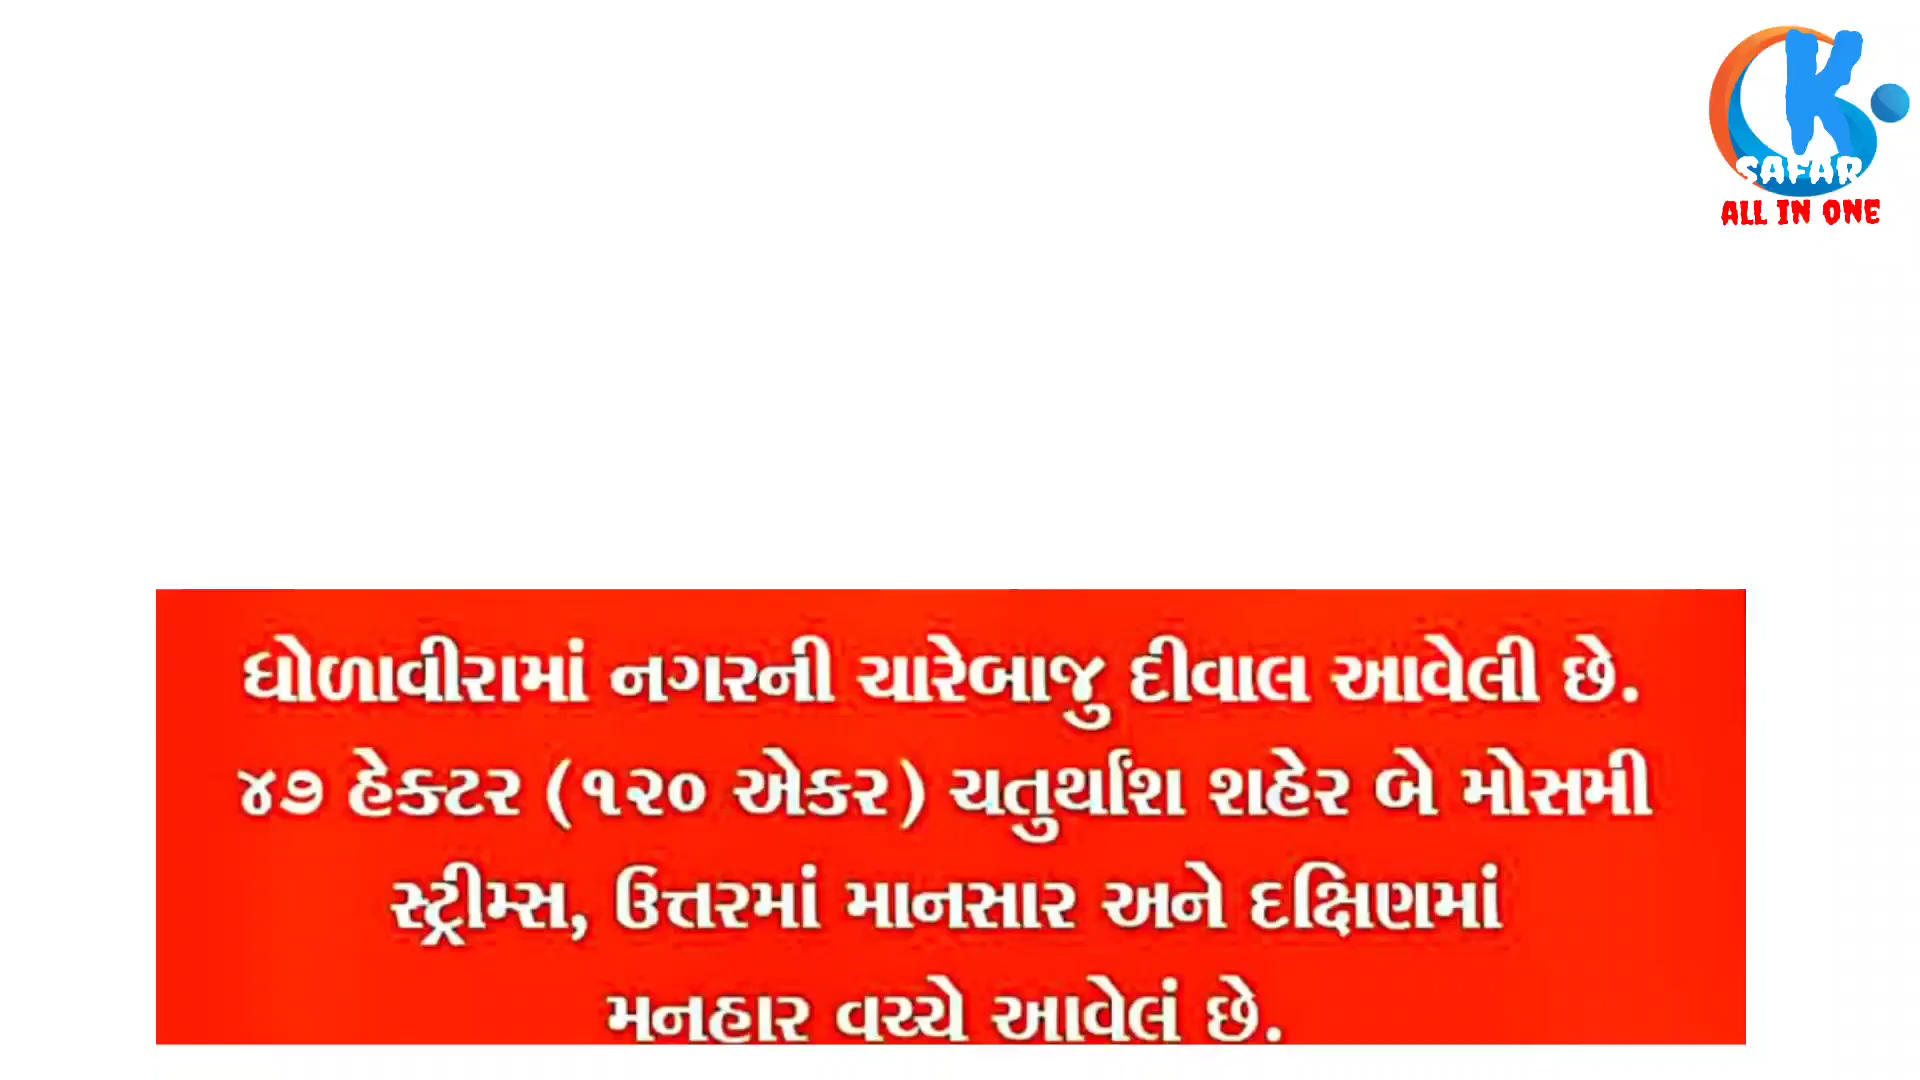 K
SAFAR
ALL IN ONE
ધોળાવીરામાં નગરની ચારેબાજુ દીવાલ આવેલી છે.
૪૭ હેક્ટર (૧૨૦ એકર) ચતુર્થાંશ શહેર બે મોસમી
સ્ટ્રીમ્સ, ઉત્તરમાં માનસાર અને દક્ષિણમાં
મનહાર વચ્ચે આવેલં છે.